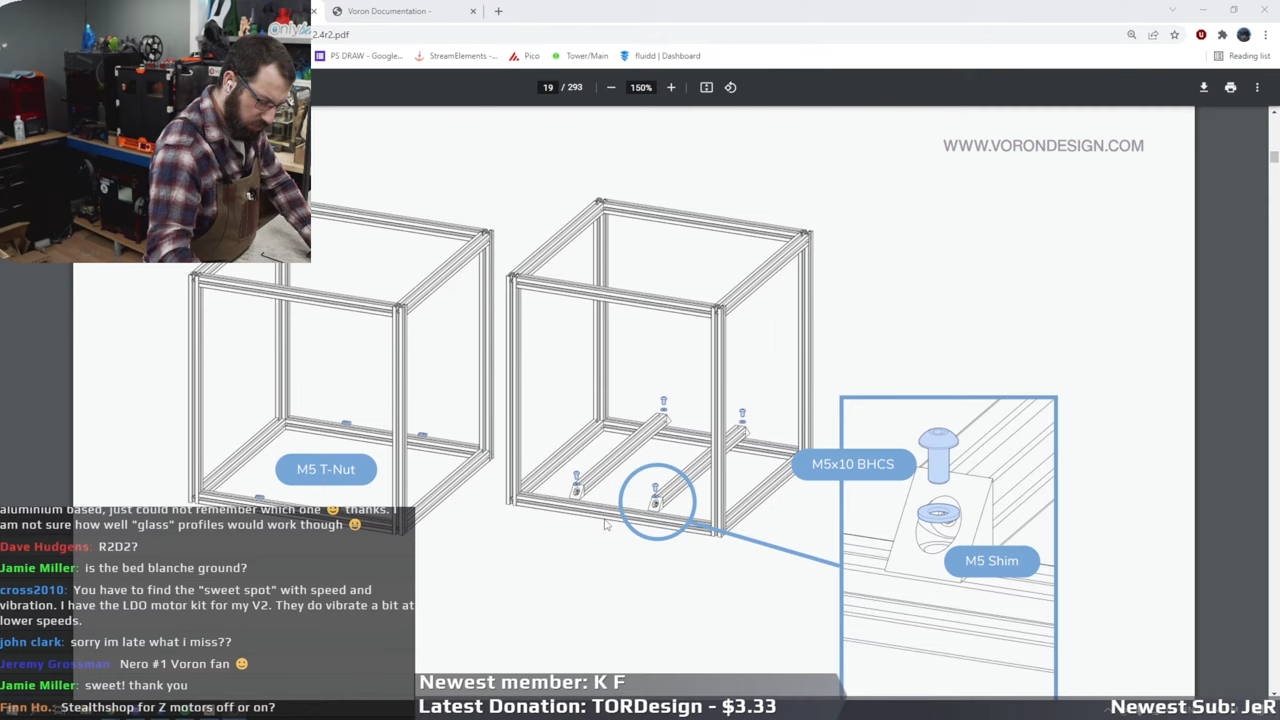 Voron Documentation -
2.4r2.pdf
PS DRAW - Google...
StreamElements -...
Pico
Tower/Main
fluidd | Dashboard
Reading list
19 / 293
150%
WWW.VORONDESIGN.COM
M5 T-Nut
M5x10 BHCS
M5 Shim
aluminium based, just could not remember which one thanks. I
am not sure how well "glass" profiles would work though
Dave Hudgens: R2D2?
Jamie Miller: is the bed blanche ground?
cross2010: You have to find the "sweet spot" with speed and
vibration. I have the LDO motor kit for my V2. They do vibrate a bit at
lower speeds.
john clark: sorry im late what i miss??
Jeremy Grossman: Nero #1 Voron fan
Jamie Miller: sweet! thank you
Finn Ho.: Stealthshop for Z motors off or on?
Newest member: K F
Latest Donation: TORDesign - $3.33
Newest Sub: JeR